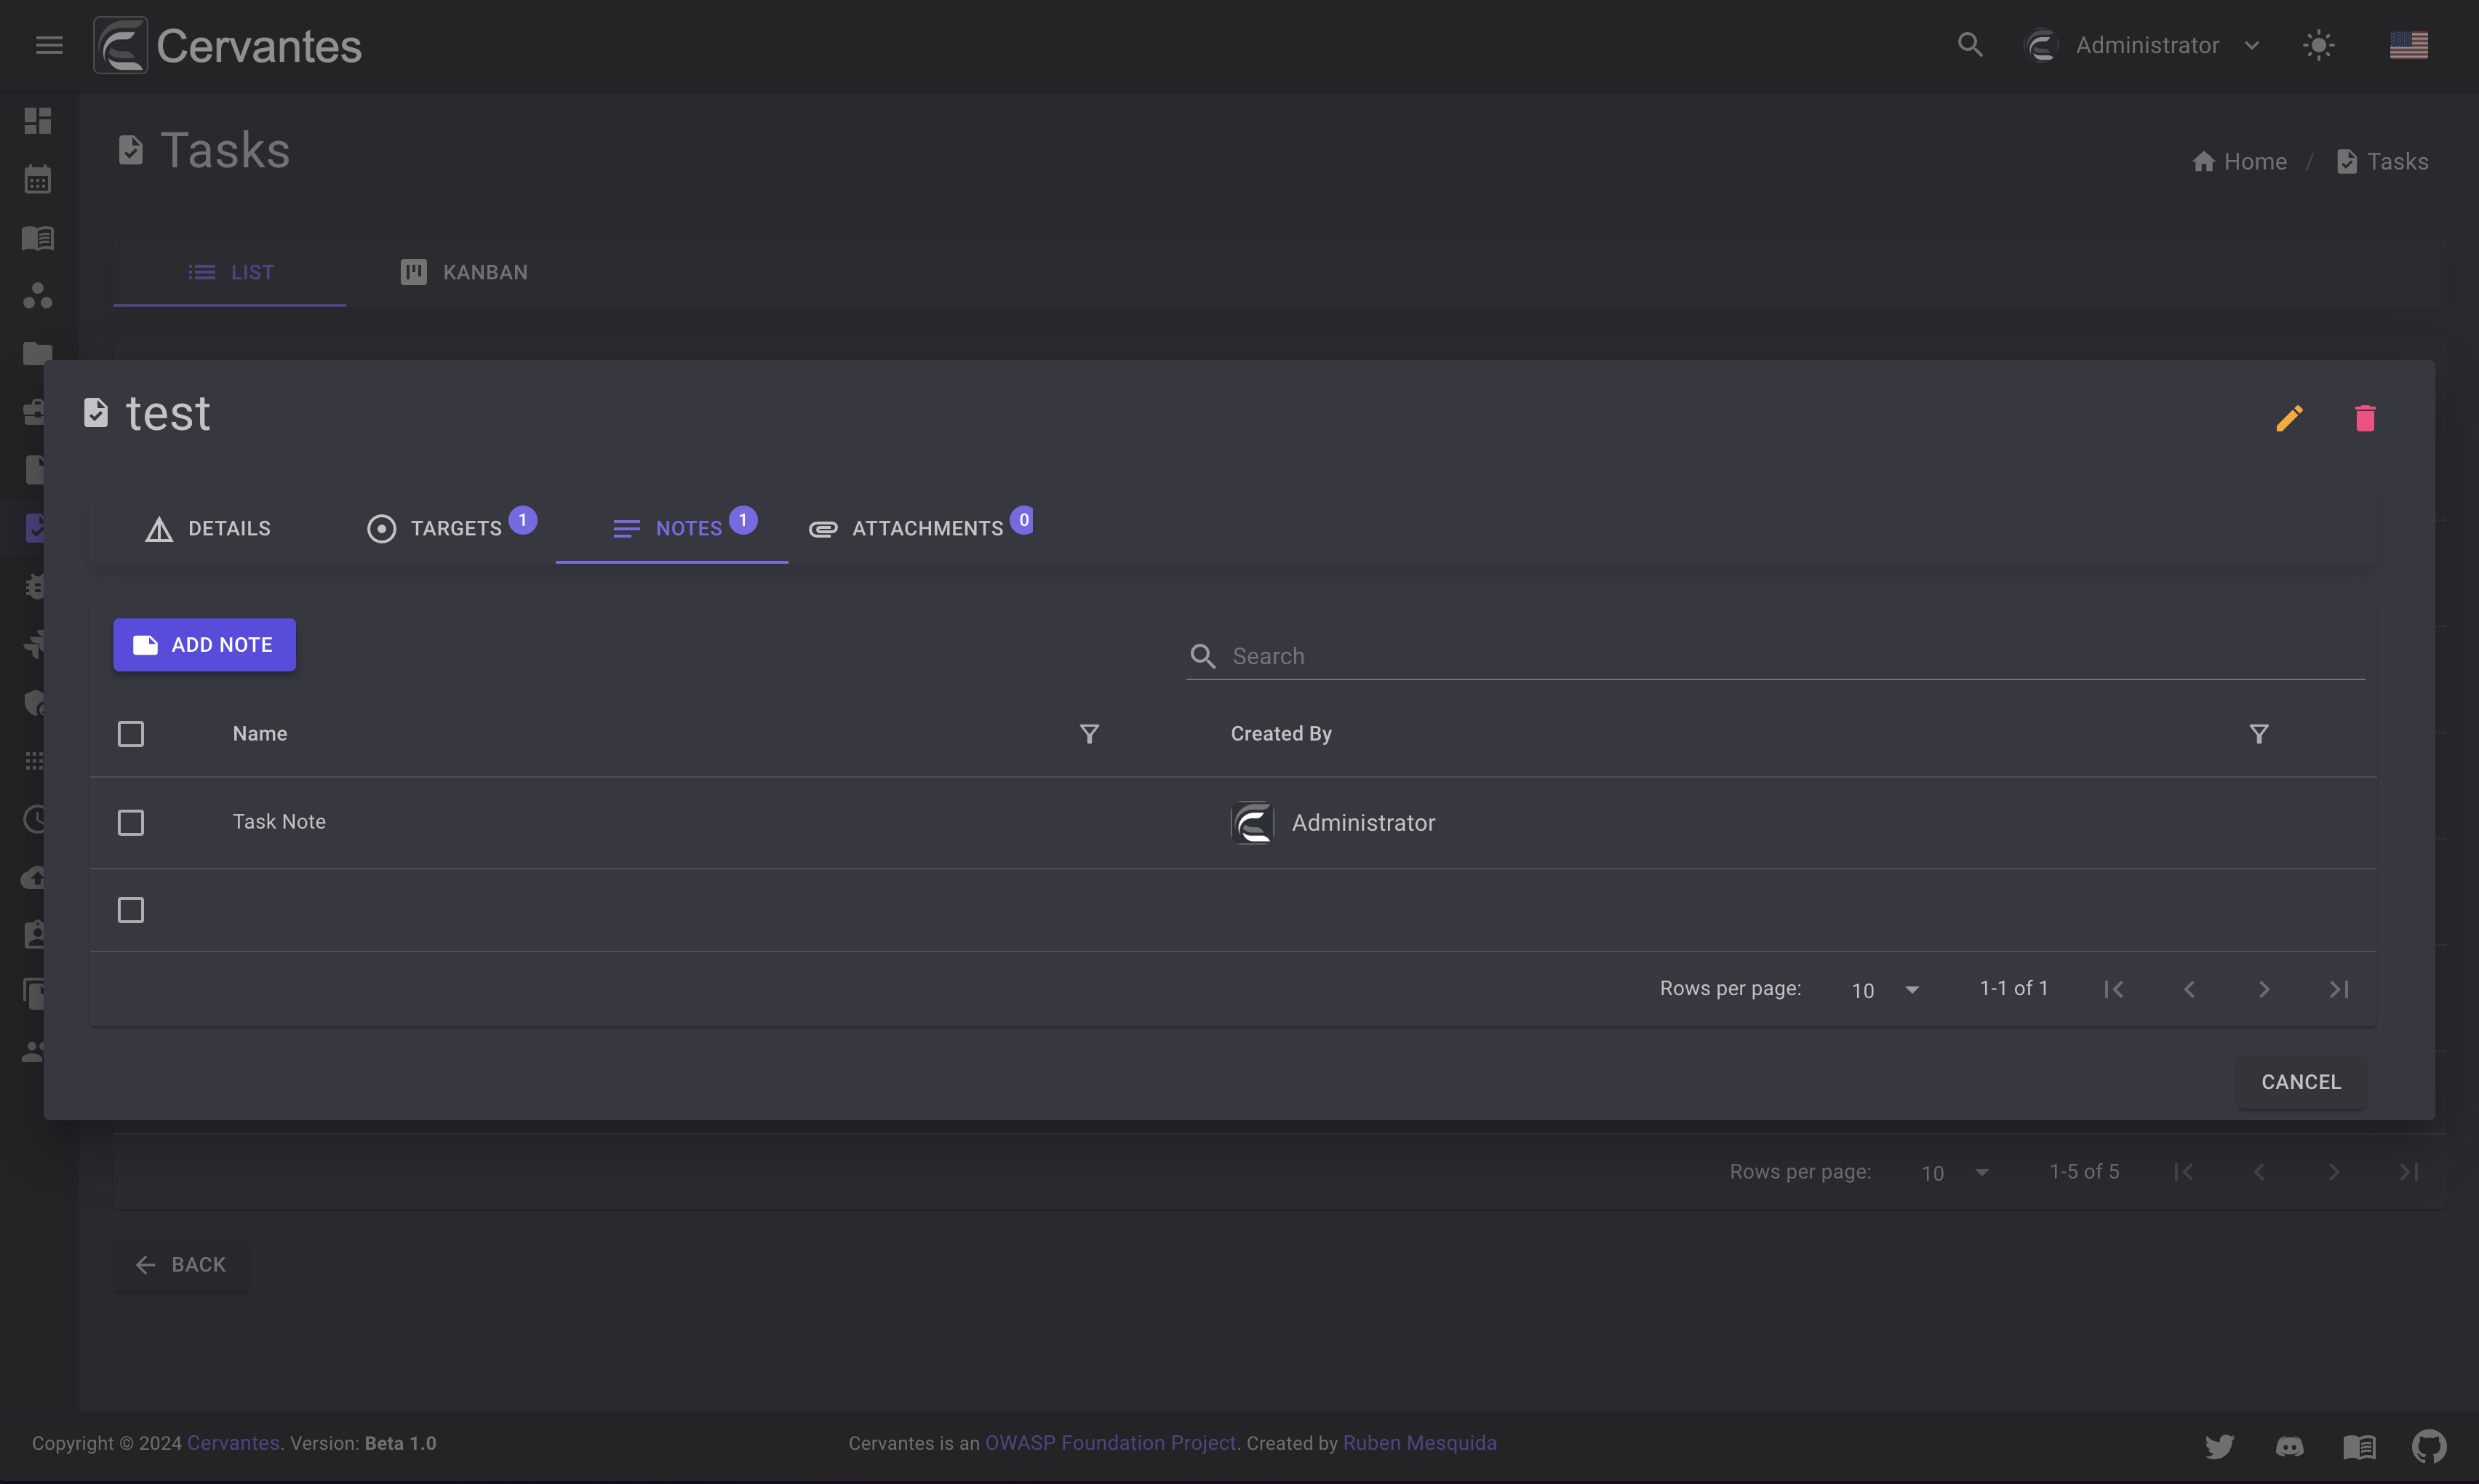 Cervantes
Administrator
Tasks
Home / Tasks
LIST
KANBAN
test
DETAILS
TARGETS 1
NOTES 1
ATTACHMENTS 0
ADD NOTE
Search
Name
Created By
Task Note
Administrator
Rows per page: 10 1-1 of 1
CANCEL
Rows per page: 10 1-5 of 5
BACK
Copyright © 2024 Cervantes. Version: Beta 1.0
Cervantes is an OWASP Foundation Project. Created by Ruben Mesquida